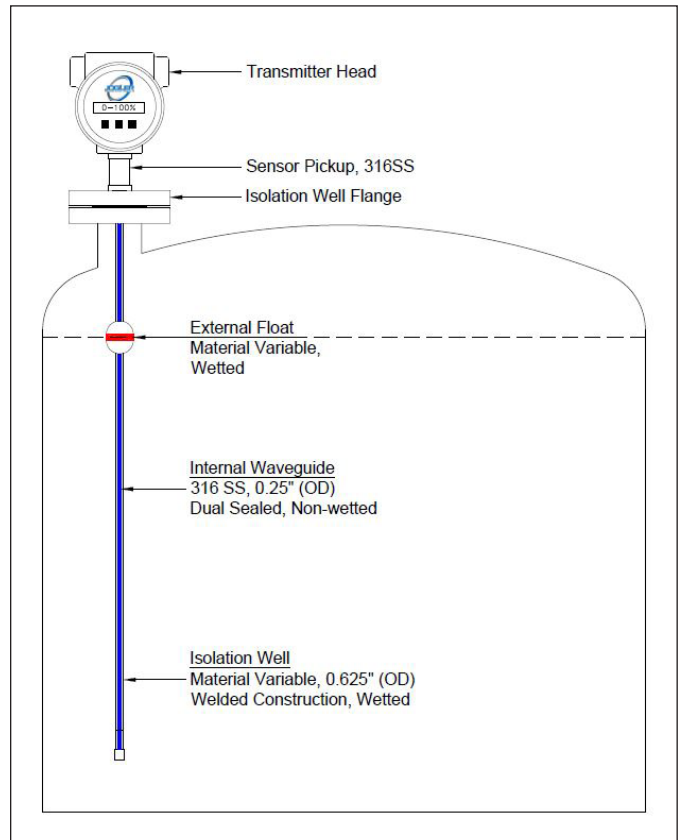 Transmitter Head
JOGLER
0-100%
Sensor Pickup, 316SS
Isolation Well Flange
External Float
Material Variable,
Wetted
Internal Waveguide
316 SS, 0.25" (OD)
Dual Sealed, Non-wetted
Isolation Well
Material Variable, 0.625" (OD)
Welded Construction, Wetted